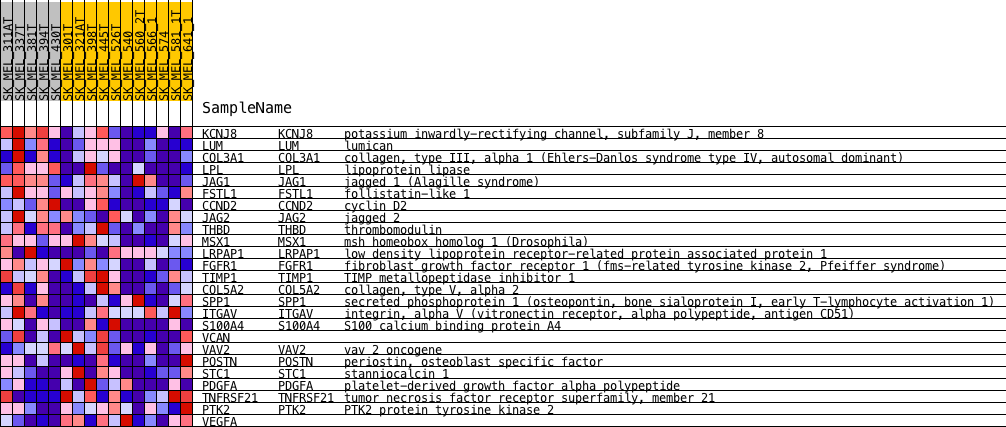 SK_MEL_311AT
SK_MEL_337T
SK_MEL_381T
SK_MEL_394T
SK_MEL_430T
SK_MEL_301T
SK_MEL_321AT
SK_MEL_398T
SK_MEL_445T
SK_MEL_526T
SK_MEL_540
SK_MEL_560_2T
SK_MEL_566_1
SK_MEL_574
SK_MEL_581_1T
SK_MEL_641_1
SampleName
KCNJ8 KCNJ8 potassium inwardly-rectifying channel, subfamily J, member 8
LUM LUM lumican
COL3A1 COL3A1 collagen, type III, alpha 1 (Ehlers-Danlos syndrome type IV, autosomal dominant)
LPL LPL lipoprotein lipase
JAG1 JAG1 jagged 1 (Alagille syndrome)
FSTL1 FSTL1 follistatin-like 1
CCND2 CCND2 cyclin D2
JAG2 JAG2 jagged 2
THBD THBD thrombomodulin
MSX1 MSX1 msh homeobox homolog 1 (Drosophila)
LRPAP1 LRPAP1 low density lipoprotein receptor-related protein associated protein 1
FGFR1 FGFR1 fibroblast growth factor receptor 1 (fms-related tyrosine kinase 2, Pfeiffer syndrome)
TIMP1 TIMP1 TIMP metallopeptidase inhibitor 1
COL5A2 COL5A2 collagen, type V, alpha 2
SPP1 SPP1 secreted phosphoprotein 1 (osteopontin, bone sialoprotein I, early T-lymphocyte activation 1)
ITGAV ITGAV integrin, alpha V (vitronectin receptor, alpha polypeptide, antigen CD51)
S100A4 S100A4 S100 calcium binding protein A4
VCAN
VAV2 VAV2 vav 2 oncogene
POSTN POSTN periostin, osteoblast specific factor
STC1 STC1 stanniocalcin 1
PDGFA PDGFA platelet-derived growth factor alpha polypeptide
TNFRSF21 TNFRSF21 tumor necrosis factor receptor superfamily, member 21
PTK2 PTK2 PTK2 protein tyrosine kinase 2
VEGFA